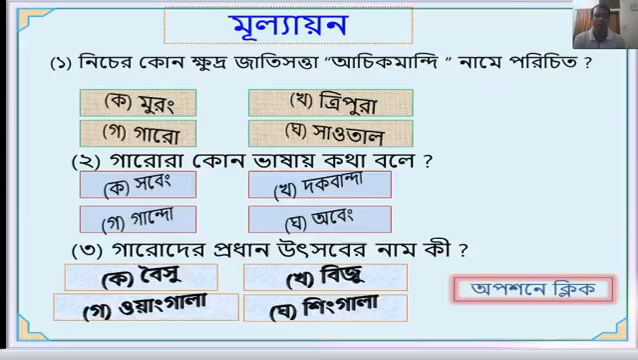 মূল্যায়ন
(১) নিচের কোন ক্ষুদ্র জাতিসত্তা "আচিকমান্দি " নামে পরিচিত ?
(ক) মুরং (খ) ত্রিপুরা
(গ) গারো (ঘ) সাওতাল
(২) গারোরা কোন ভাষায় কথা বলে ?
(ক) সবেং (খ) দকবান্দা
(গ) গান্দো (ঘ) অবেং
(৩) গারোদের প্রধান উৎসবের নাম কী ?
(ক) বৈসু (খ) বিজু
(গ) ওয়াংগালা (ঘ) শিংগালা
অপশনে ক্লিক